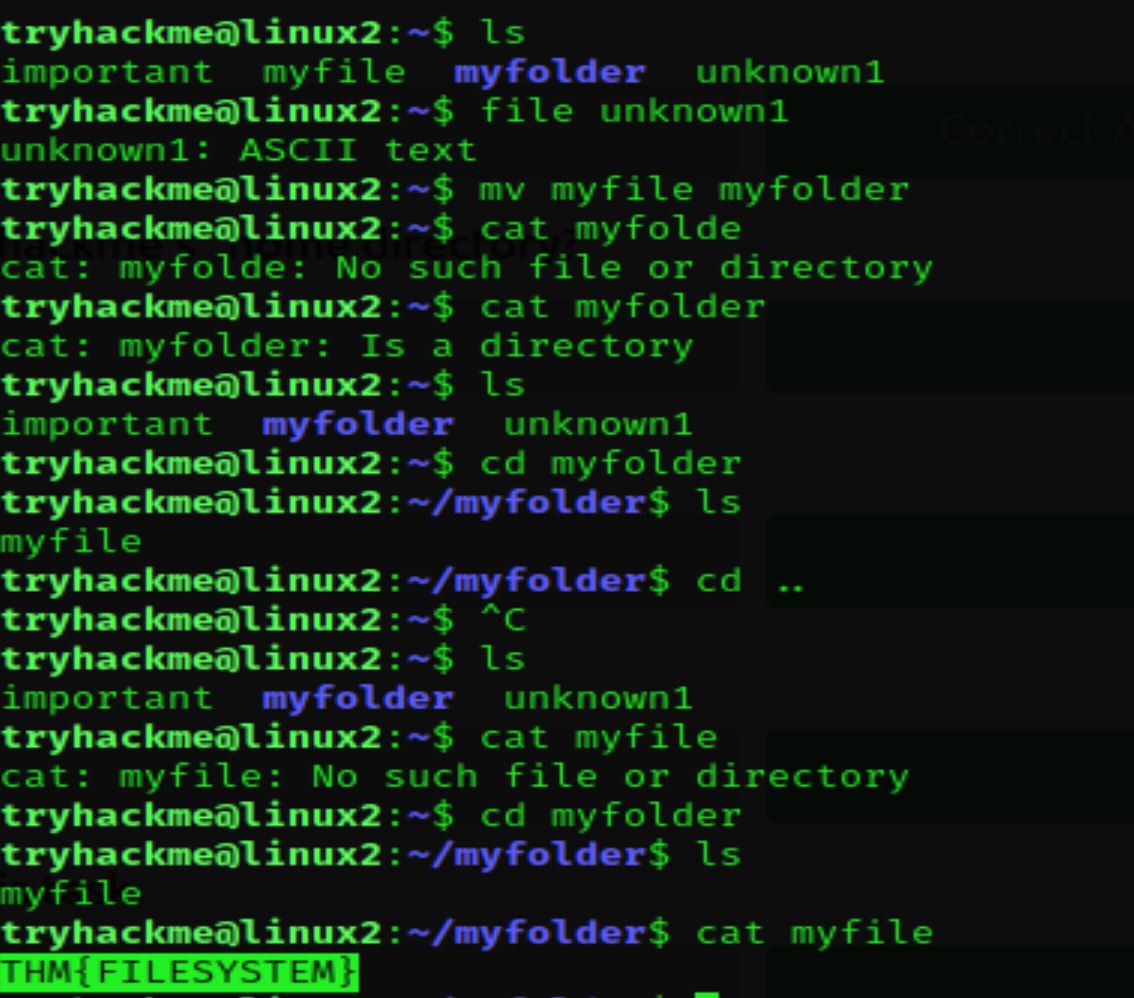 tryhackme@linux2:~$ ls
important  myfile  myfolder  unknown1
tryhackme@linux2:~$ file unknown1
unknown1: ASCII text
tryhackme@linux2:~$ mv myfile myfolder
tryhackme@linux2:~$ cat myfolde
cat: myfolde: No such file or directory
tryhackme@linux2:~$ cat myfolder
cat: myfolder: Is a directory
tryhackme@linux2:~$ ls
important  myfolder  unknown1
tryhackme@linux2:~$ cd myfolder
tryhackme@linux2:~/myfolder$ ls
myfile
tryhackme@linux2:~/myfolder$ cd ..
tryhackme@linux2:~$ ^C
tryhackme@linux2:~$ ls
important  myfolder  unknown1
tryhackme@linux2:~$ cat myfile
cat: myfile: No such file or directory
tryhackme@linux2:~$ cd myfolder
tryhackme@linux2:~/myfolder$ ls
myfile
tryhackme@linux2:~/myfolder$ cat myfile
THM{FILESYSTEM}